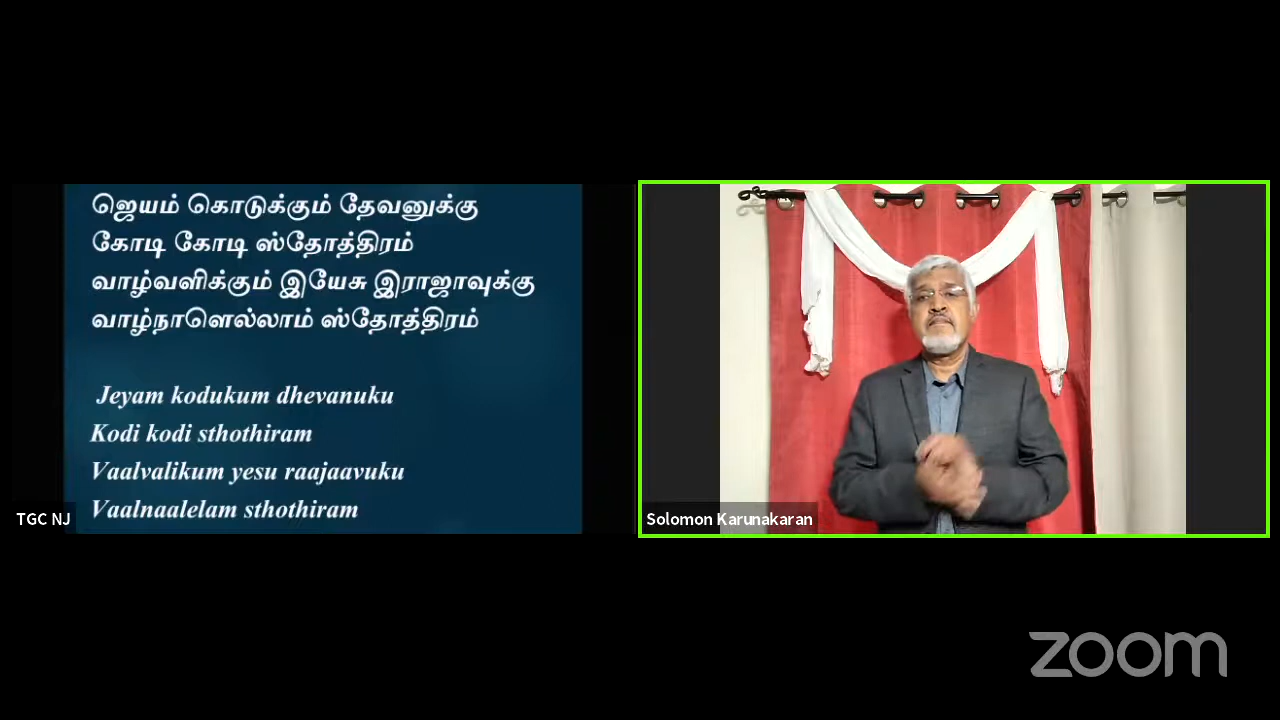 ஜெயம் கொடுக்கும் தேவனுக்கு
கோடி கோடி ஸ்தோத்திரம்
வாழ்வளிக்கும் இயேசு இராஜாவுக்கு
வாழ்நாளெல்லாம் ஸ்தோத்திரம்
Jeyam kodukum dhevanuku
Kodi kodi sthothiram
Vaalvalikum yesu raajaavuku
Vaalnaalelam sthothiram
TGC NJ
Solomon Karunakaran
zoom